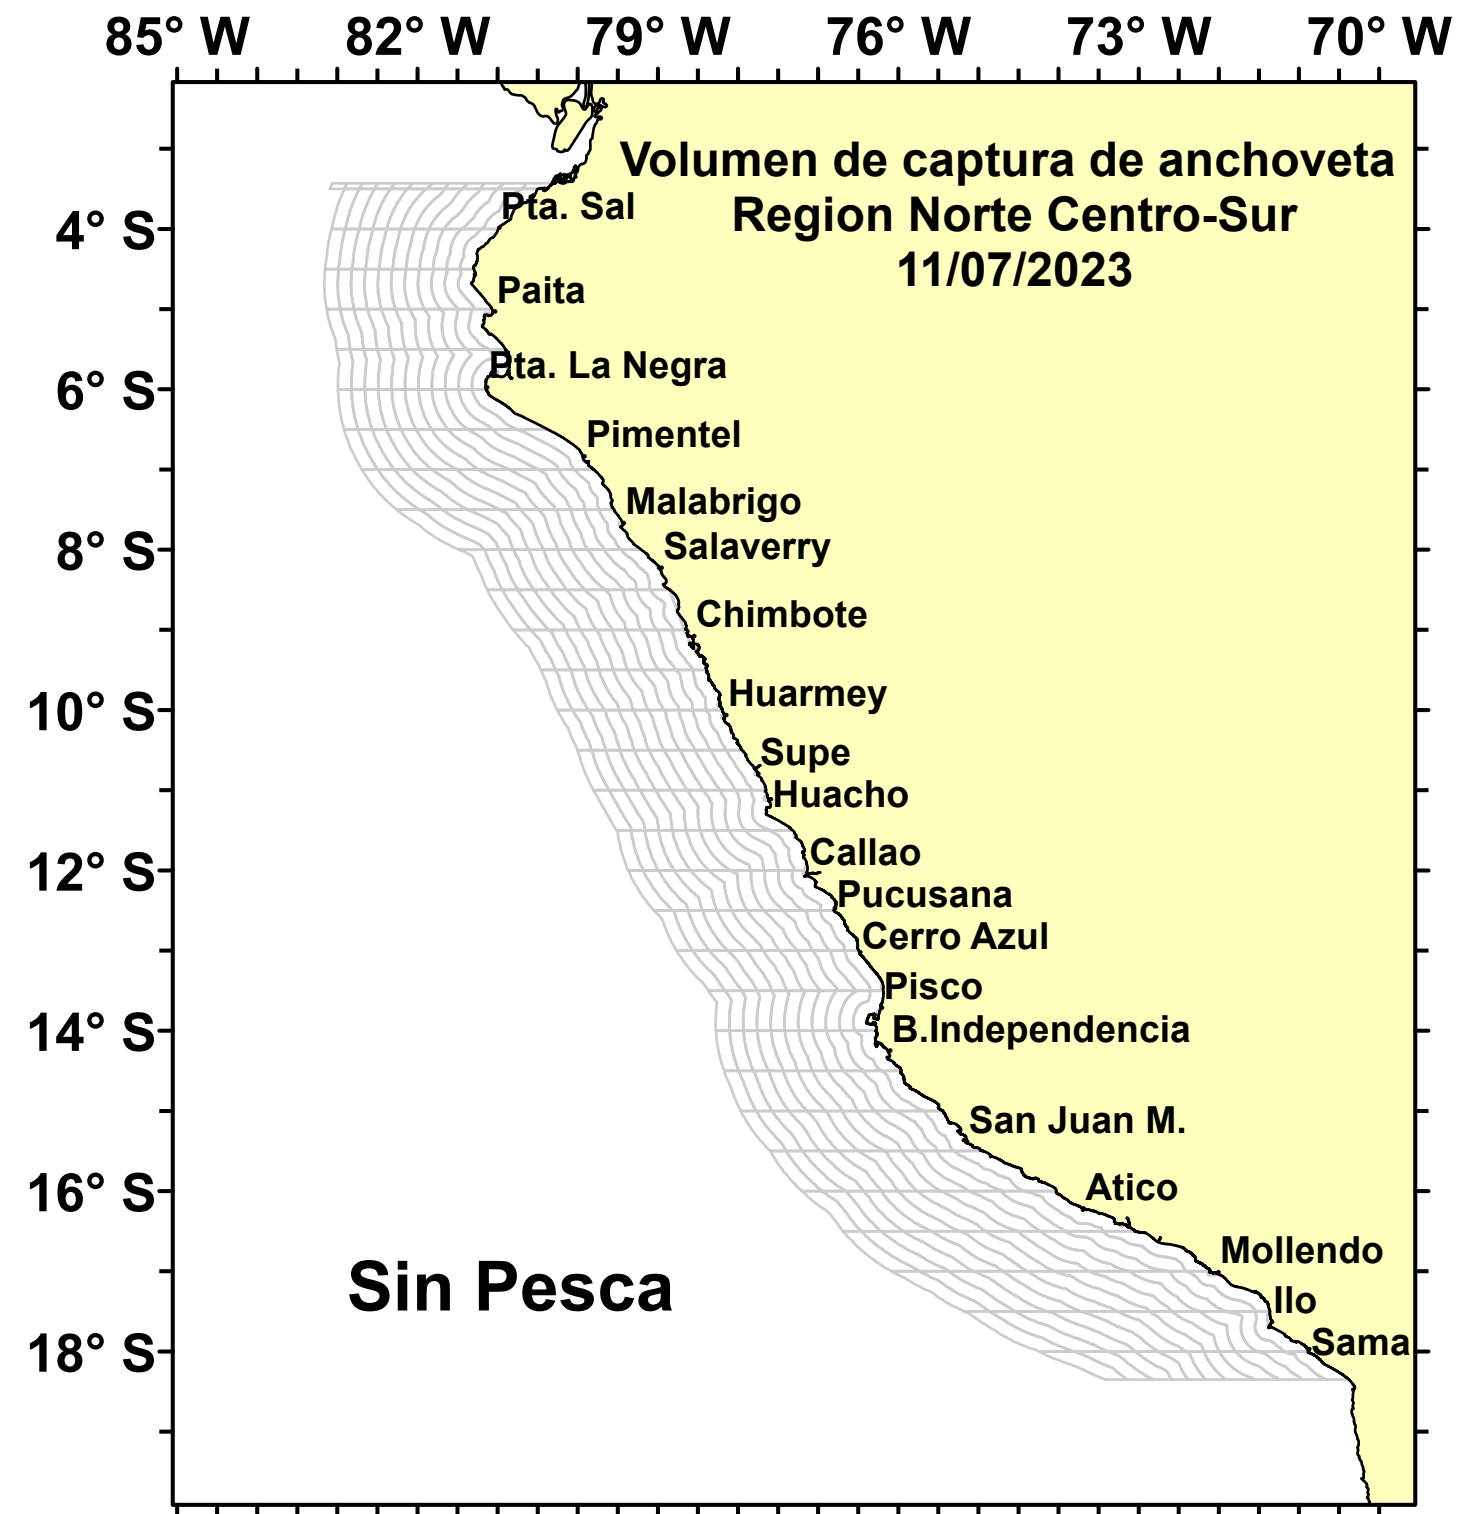 85° W 82° W 79° W 76° W 73° W 70° W
Volumen de captura de anchoveta
Region Norte Centro-Sur
11/07/2023
Pta. Sal
4° S
Paita
Pta. La Negra
6° S
Pimentel
Malabrigo
Salaverry
8° S
Chimbote
Huarmey
10° S
Supe
Huacho
Callao
12° S
Pucusana
Cerro Azul
Pisco
14° S
B.Independencia
San Juan M.
Atico
16° S
Mollendo
Sin Pesca
Ilo
Sama
18° S